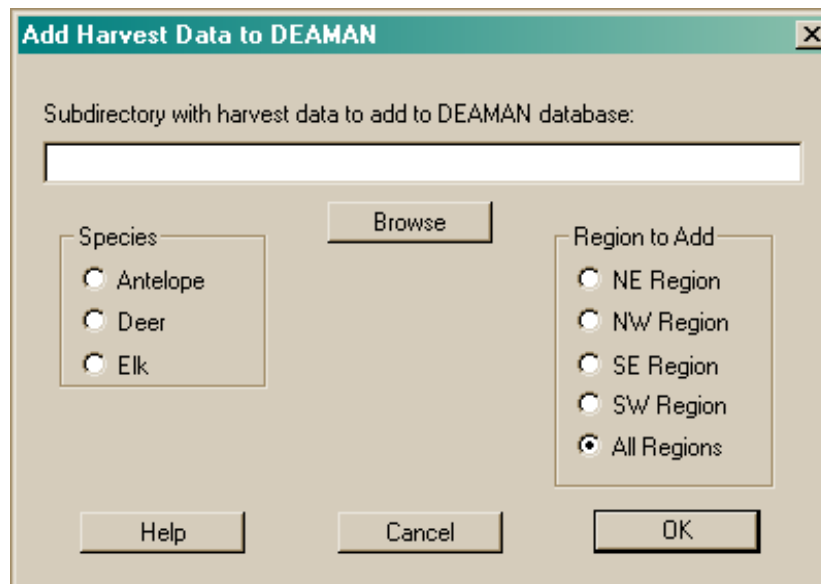 Add Harvest Data to DEAMAN
Subdirectory with harvest data to add to DEAMAN database:
Browse
Species
Antelope
Deer
Elk
Region to Add
NE Region
NW Region
SE Region
SW Region
All Regions
Help
Cancel
OK